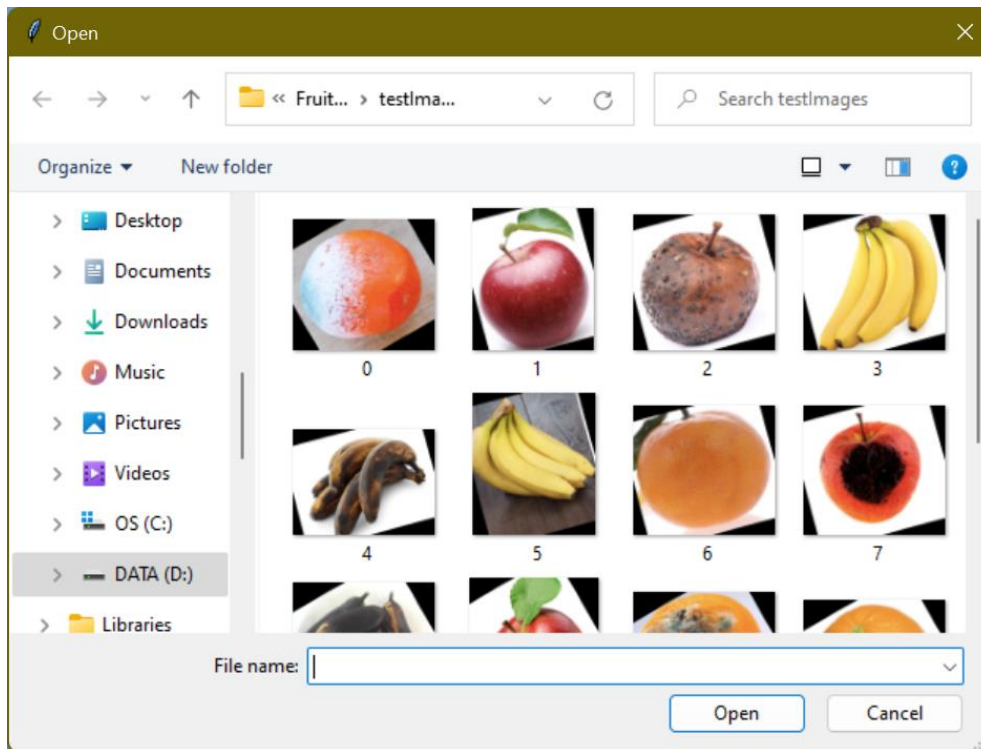 Open
« Fruit... > testIma...
Search testImages
Organize
New folder
Desktop
Documents
Downloads
Music
Pictures
Videos
OS (C:)
DATA (D:)
Libraries
0
1
2
3
4
5
6
7
File name:
Open
Cancel